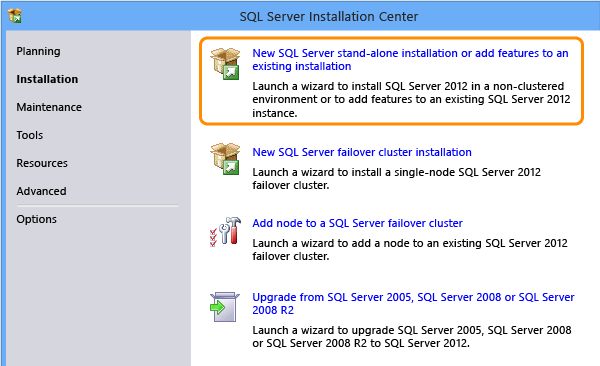 SQL Server Installation Center
Planning
Installation
Maintenance
Tools
Resources
Advanced
Options
New SQL Server stand-alone installation or add features to an
existing installation
Launch a wizard to install SQL Server 2012 in a non-clustered
environment or to add features to an existing SQL Server 2012
instance.
New SQL Server failover cluster installation
Launch a wizard to install a single-node SQL Server 2012
failover cluster.
Add node to a SQL Server failover cluster
Launch a wizard to add a node to an existing SQL Server 2012
failover cluster.
Upgrade from SQL Server 2005, SQL Server 2008 or SQL Server
2008 R2
Launch a wizard to upgrade SQL Server 2005, SQL Server 2008
or SQL Server 2008 R2 to SQL Server 2012.